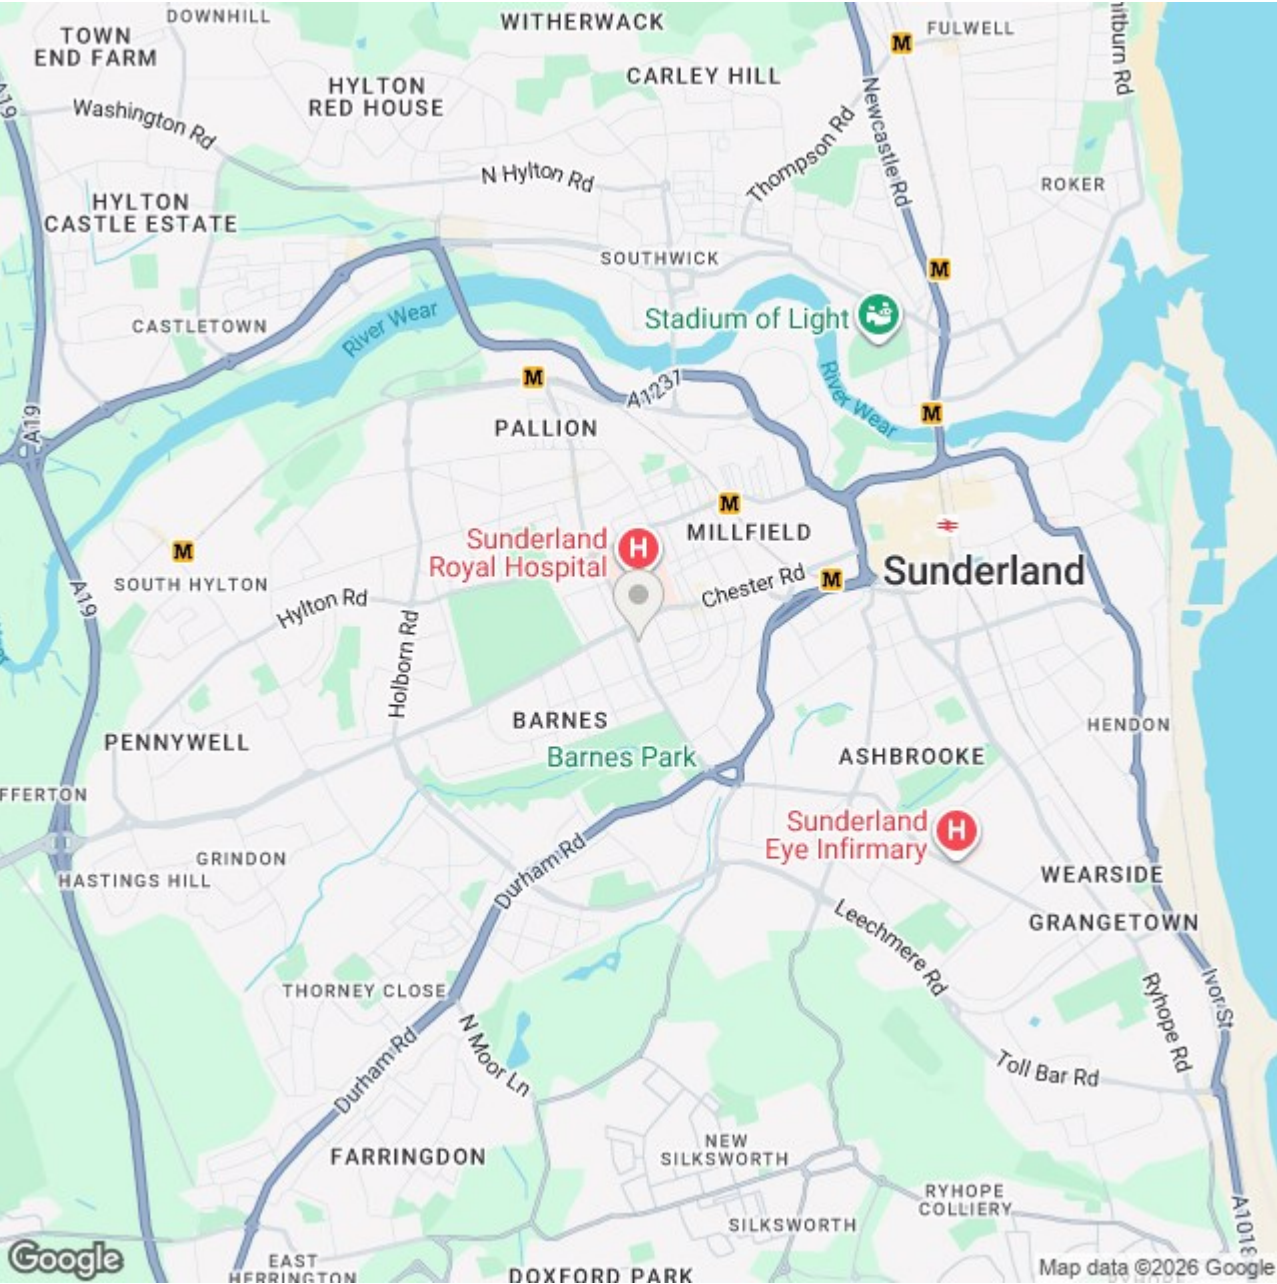 DOWNHILL
WITHERWACK
FULWELL
TOWN
END FARM
HYLTON
RED HOUSE
CARLEY HILL
A19
Washington Rd
Newcastle Rd
Thompson Rd
N Hylton Rd
ROKER
HYLTON
CASTLE ESTATE
SOUTHWICK
CASTLETOWN
River Wear
Stadium of Light
River Wear
A1231
A19
PALLION
MILLFIELD
Sunderland
Royal Hospital
H
Sunderland
SOUTH HYLTON
Hylton Rd
Chester Rd
A19
Holborn Rd
BARNES
HENDON
PENNYWELL
Barnes Park
ASHBROOKE
FFERTON
Sunderland
Eye Infirmary
H
GRINDON
HASTINGS HILL
Durham Rd
WEARSIDE
GRANGETOWN
Leechmere Rd
THORNEY CLOSE
Ivor St
Ryhope Rd
N Moor Ln
Durham Rd
Toll Bar Rd
FARRINGDON
NEW
SILKSWORTH
RYHOPE
COLLIERY
SILKSWORTH
EAST
HERRINGTON
DOXFORD PARK
Google
Map data ©2026 Google
M
M
M
M
M
M
M